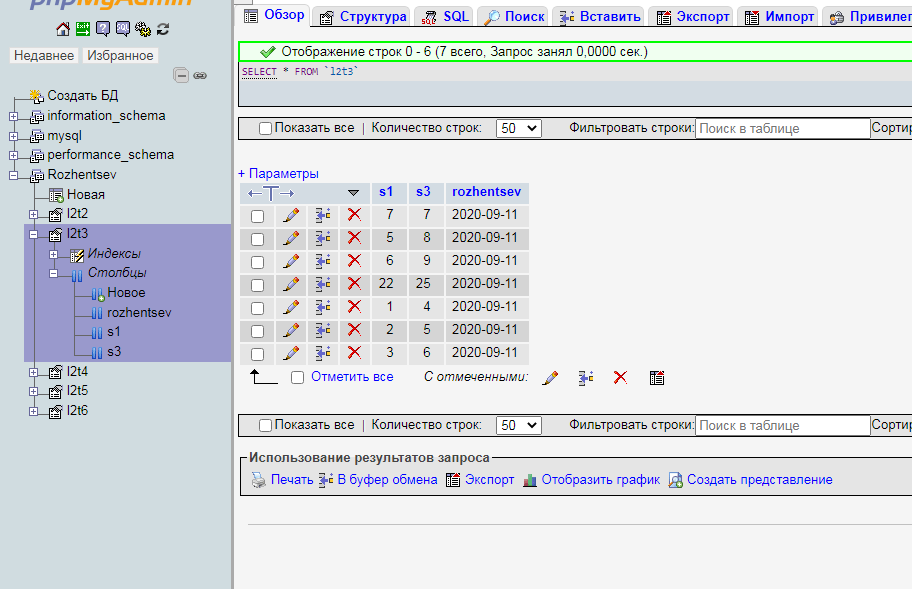 phpMyAdmin
Недавнее Избранное
Создать БД
information_schema
mysql
performance_schema
Rozhentsev
Новая
l2t2
l2t3
Индексы
Столбцы
Новое
rozhentsev
s1
s3
l2t4
l2t5
l2t6
Обзор Структура SQL Поиск Вставить Экспорт Импорт Привилег
Отображение строк 0 - 6 (7 всего, Запрос занял 0,0000 сек.)
SELECT * FROM `l2t3`
Показать все | Количество строк: 50 Фильтровать строки: Поиск в таблице Сортир
+ Параметры
←T→ s1 s3 rozhentsev
7 7 2020-09-11
5 8 2020-09-11
6 9 2020-09-11
22 25 2020-09-11
1 4 2020-09-11
2 5 2020-09-11
3 6 2020-09-11
Отметить все С отмеченными:
Показать все | Количество строк: 50 Фильтровать строки: Поиск в таблице Сортир
Использование результатов запроса
Печать В буфер обмена Экспорт Отобразить график Создать представление